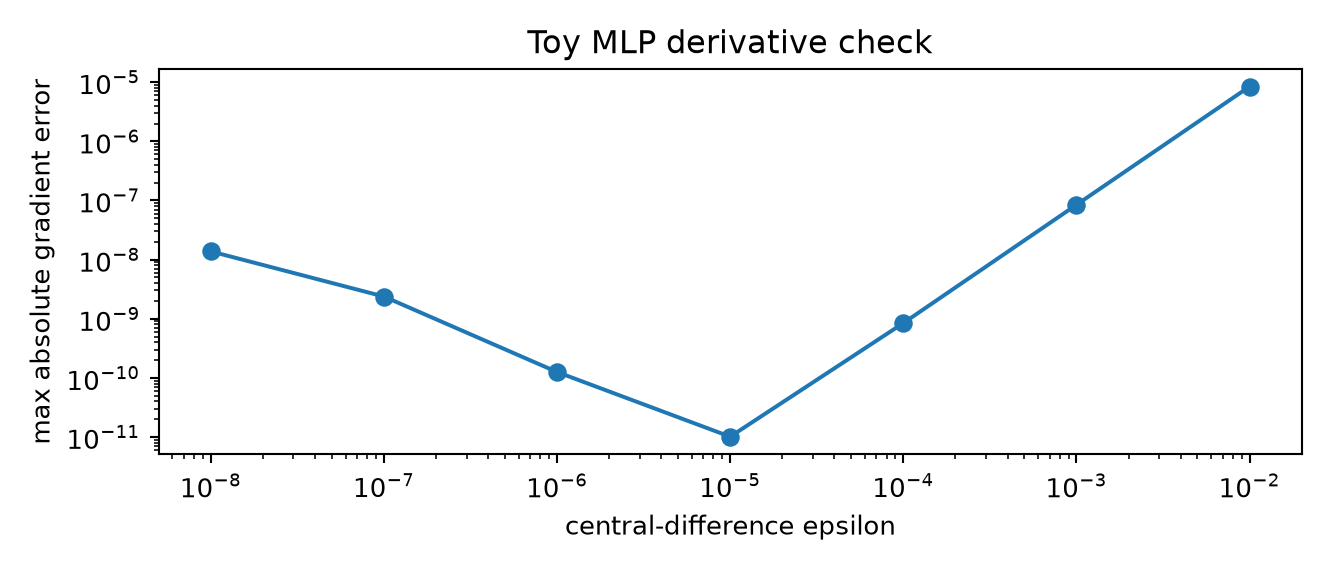 Toy MLP derivative check
max absolute gradient error
10⁻⁵
10⁻⁶
10⁻⁷
10⁻⁸
10⁻⁹
10⁻¹⁰
10⁻¹¹
10⁻⁸ 10⁻⁷ 10⁻⁶ 10⁻⁵ 10⁻⁴ 10⁻³ 10⁻²
central-difference epsilon